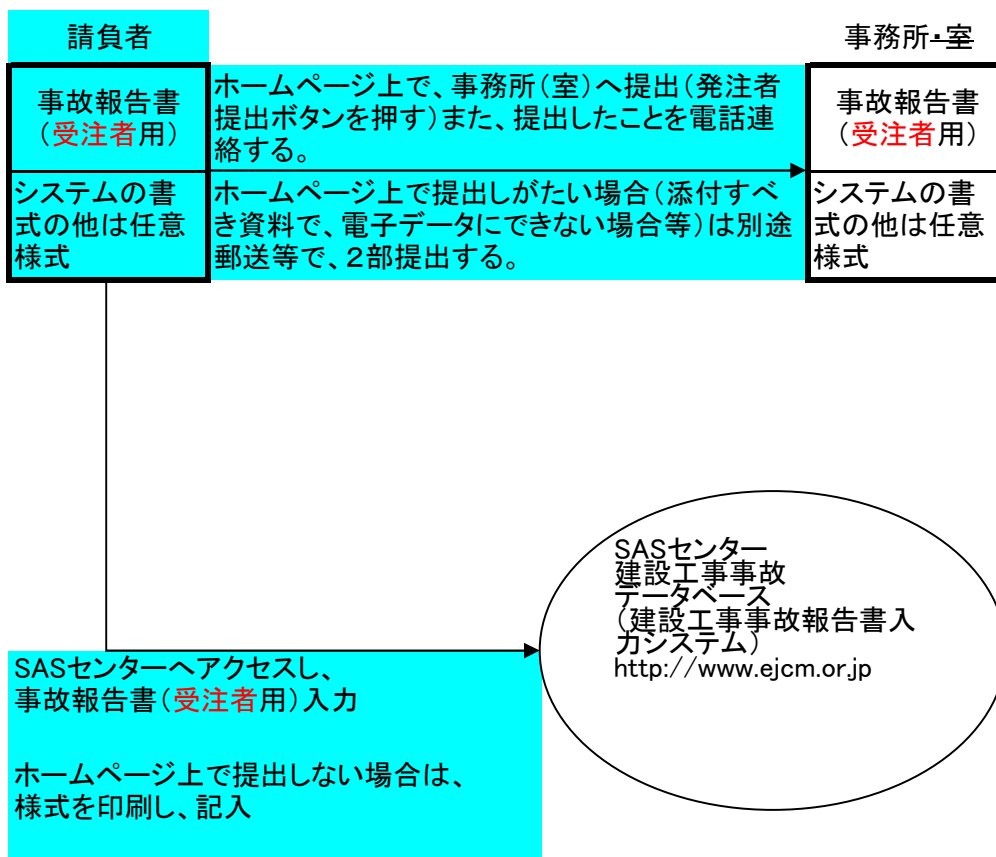 請負者
事務所・室
事故報告書
（受注者用）
システムの書
式の他は任意
様式
ホームページ上で、事務所（室）へ提出（発注者
提出ボタンを押す）また、提出したことを電話連
絡する。
ホームページ上で提出しがたい場合（添付すべ
き資料で、電子データにできない場合等）は別途
郵送等で、２部提出する。
事故報告書
（受注者用）
システムの書
式の他は任意
様式
SASセンター
建設工事事故
データベース
（建設工事事故報告書入
力システム）
http://www.ejcm.or.jp
SASセンターへアクセスし、
事故報告書（受注者用）入力
ホームページ上で提出しない場合は、
様式を印刷し、記入